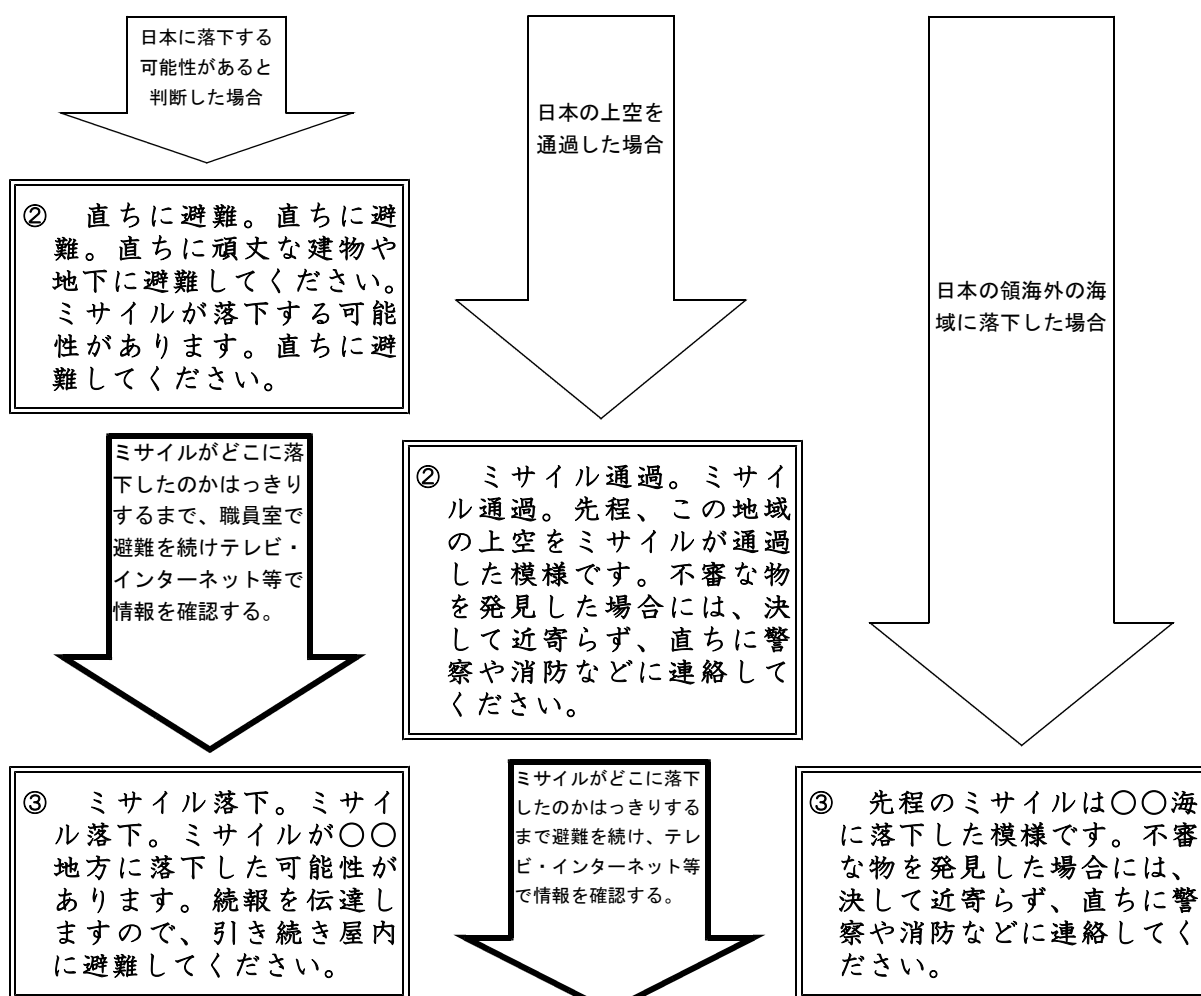 日本に落下する
可能性があると
判断した場合
② 直ちに避難。直ちに避
難。直ちに頑丈な建物や
地下に避難してください。
ミサイルが落下する可能
性があります。直ちに避
難してください。
ミサイルがどこに落
下したのかはっきり
するまで、職員室で
避難を続けテレビ・
インターネット等で
情報を確認する。
③ ミサイル落下。ミサイ
ル落下。ミサイルが〇〇
地方に落下した可能性が
あります。続報を伝達し
ますので、引き続き屋内
に避難してください。
日本の上空を
通過した場合
② ミサイル通過。ミサイ
ル通過。先程、この地域
の上空をミサイルが通過
した模様です。不審な物
を発見した場合には、決
して近寄らず、直ちに警
察や消防などに連絡して
ください。
ミサイルがどこに落下
したのかはっきりする
まで避難を続け、テレ
ビ・インターネット等
で情報を確認する。
日本の領海外の海
域に落下した場合
③ 先程のミサイルは〇〇海
に落下した模様です。不審
な物を発見した場合には、
決して近寄らず、直ちに警
察や消防などに連絡してく
ださい。